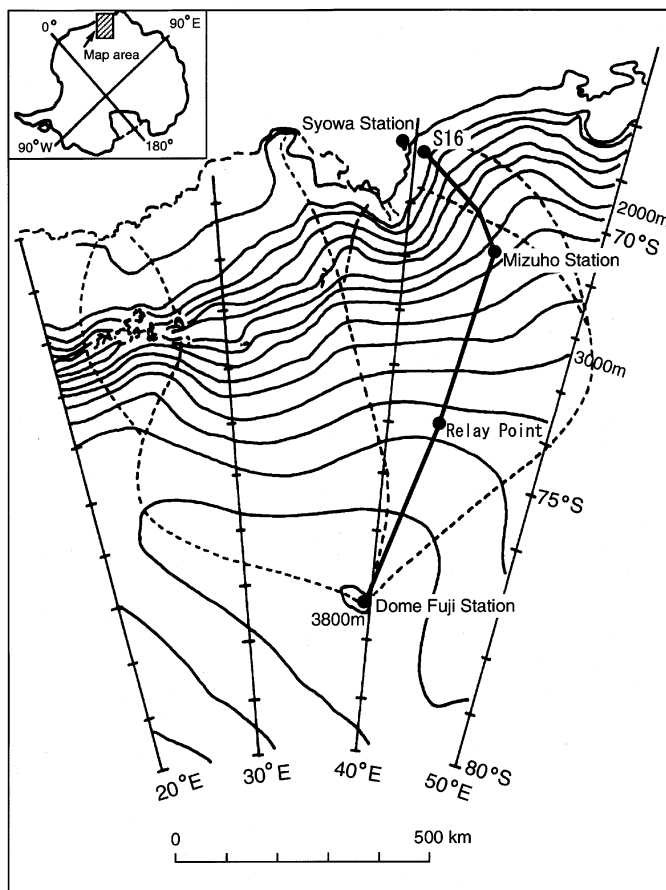 0°
90°E
Map area
90°W
180°
Syowa Station
S16
2000m
70°S
Mizuho Station
3000m
Relay Point
75°S
3800m
Dome Fuji Station
20°E
30°E
40°E
50°E
80°S
0
500 km